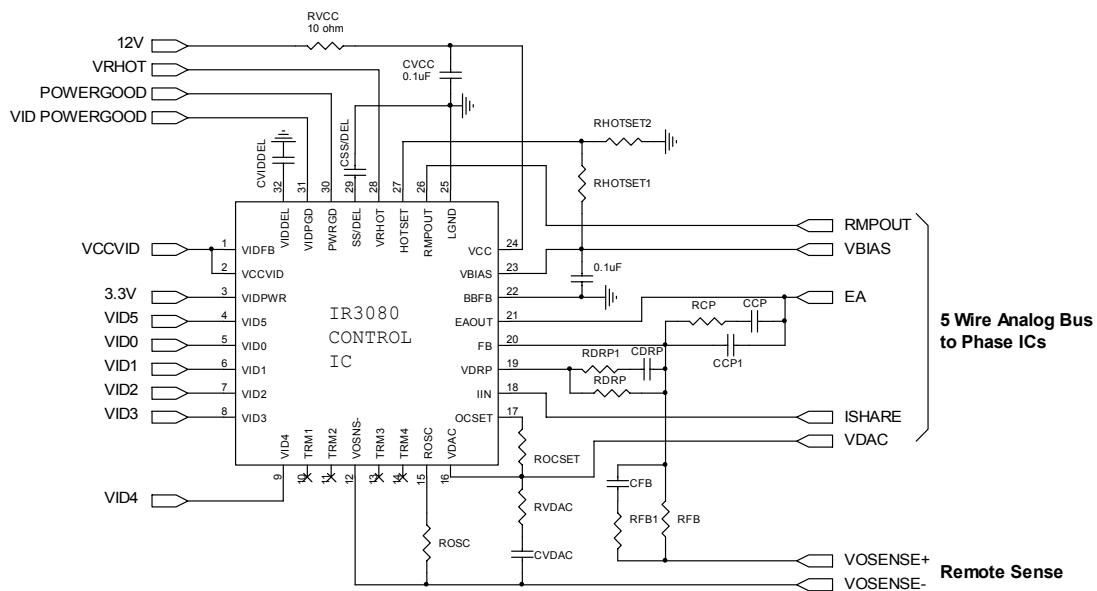 RVCC
10 ohm
12V
VRHOT
POWERGOOD
VID POWERGOOD
CVCC
0.1uF
CVIDDEL
CSS/DEL
RHOTSET2
RHOTSET1
32
31
30
29
28
27
26
25
VIDDEL
VIDPGD
PWRGD
SS/DEL
VRHOT
HOTSET
RMPOUT
LGND
VCCVID
3.3V
VID5
VID0
VID1
VID2
VID3
1
2
3
4
5
6
7
8
VIDFB
VCCVID
VIDPWR
VID5
VID0
VID1
VID2
VID3
IR3080
CONTROL
IC
VCC
VBIAS
BBFB
EAOUT
FB
VDRP
IIN
OCSET
24
23
22
21
20
19
18
17
0.1uF
RCP
CCP
CCP1
RDRP1
CDRP
RDRP
RMPOUT
VBIAS
EA
ISHARE
VDAC
5 Wire Analog Bus
to Phase ICs
VID4
TRM1
TRM2
VOSNS-
TRM3
TRM4
ROSC
VDAC
9
10
11
12
13
14
15
16
VID4
ROCSET
RVDAC
CVDAC
ROSC
CFB
RFB1
RFB
VOSENSE+
VOSENSE-
Remote Sense